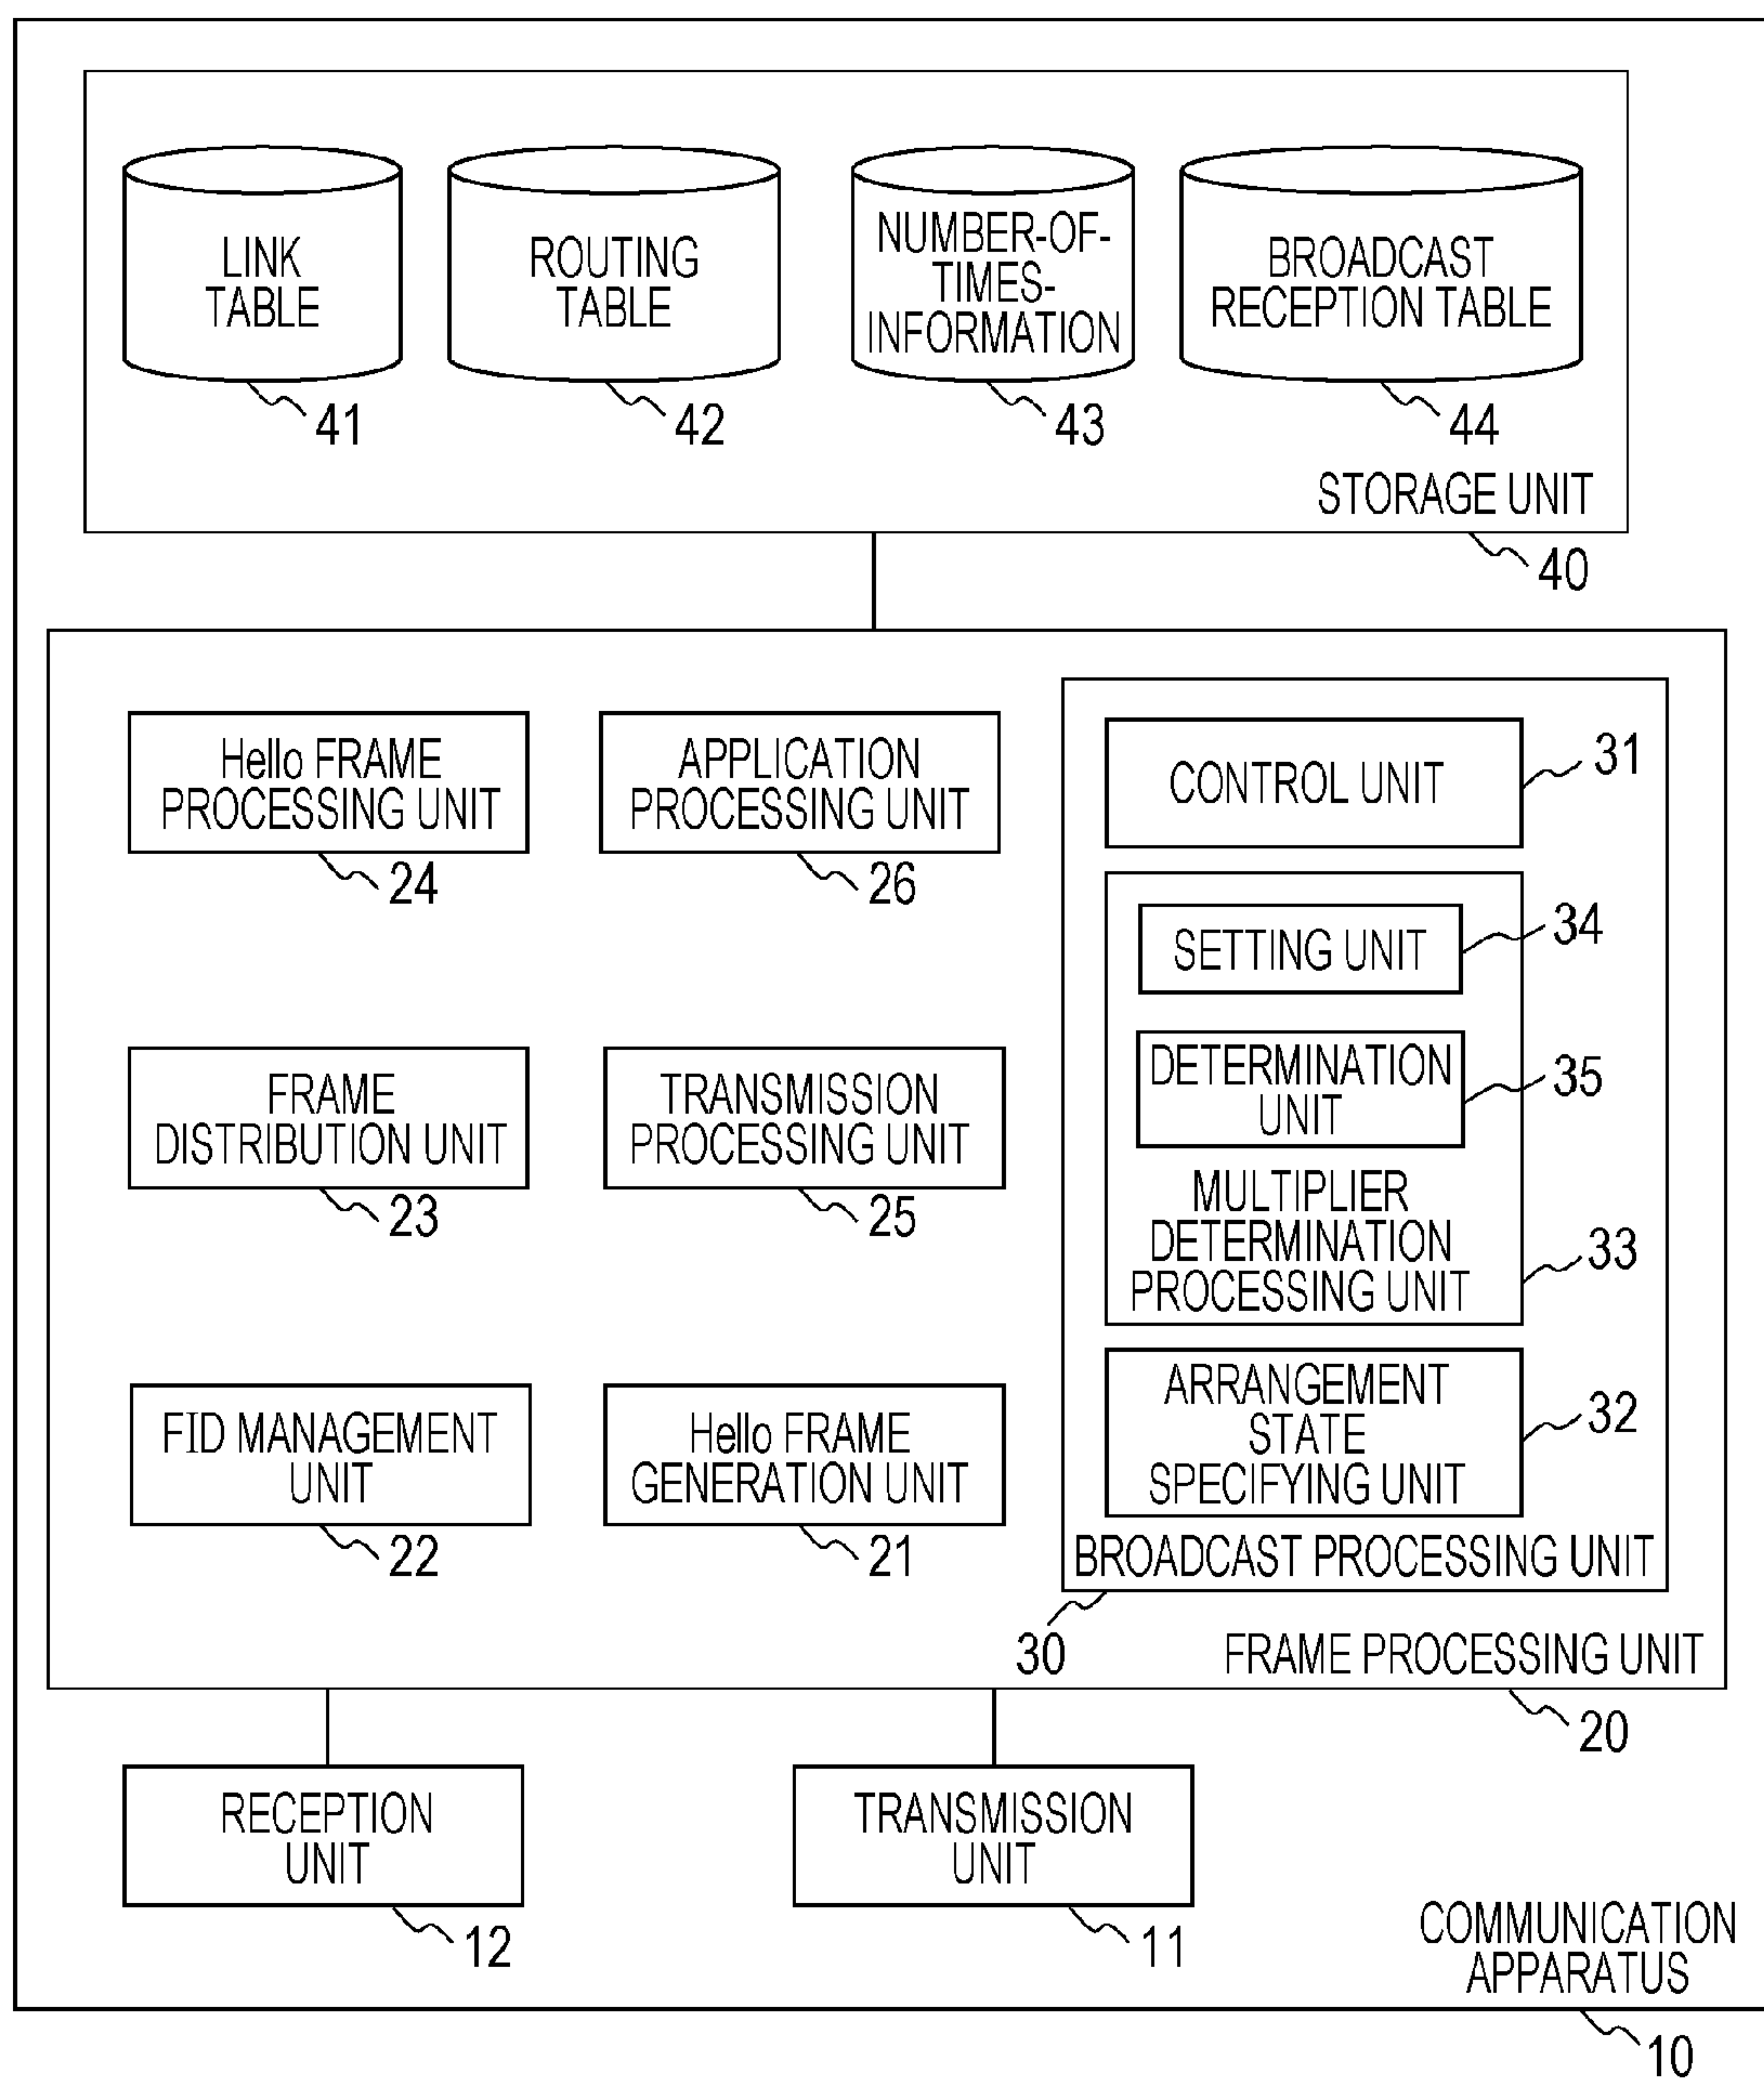 LINK
TABLE
41
ROUTING
TABLE
42
NUMBER-OF-
TIMES-
INFORMATION
43
BROADCAST
RECEPTION TABLE
44
STORAGE UNIT
40
Hello FRAME
PROCESSING UNIT
24
APPLICATION
PROCESSING UNIT
26
CONTROL UNIT
31
SETTING UNIT
34
DETERMINATION
UNIT
35
MULTIPLIER
DETERMINATION
PROCESSING UNIT
33
FRAME
DISTRIBUTION UNIT
23
TRANSMISSION
PROCESSING UNIT
25
FID MANAGEMENT
UNIT
22
Hello FRAME
GENERATION UNIT
21
ARRANGEMENT
STATE
SPECIFYING UNIT
32
BROADCAST PROCESSING UNIT
30
FRAME PROCESSING UNIT
20
RECEPTION
UNIT
12
TRANSMISSION
UNIT
11
COMMUNICATION
APPARATUS
10